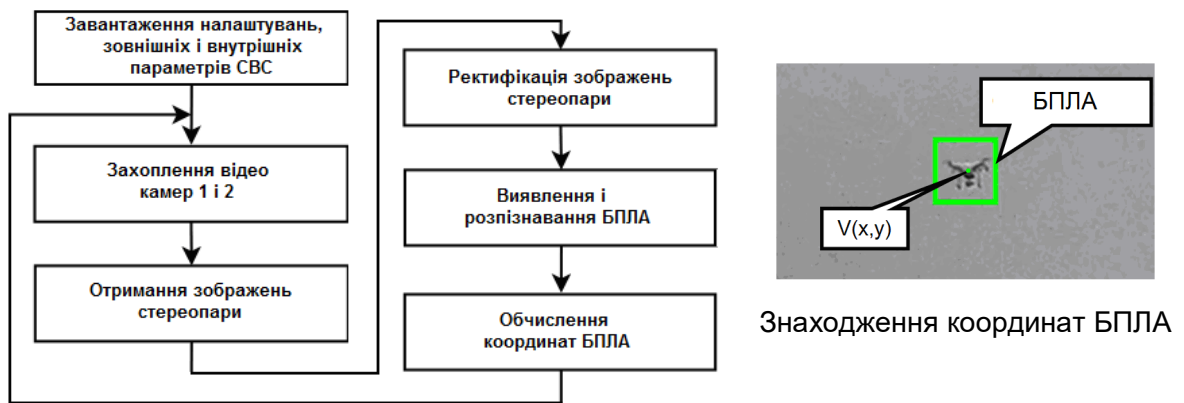 Завантаження налаштувань,
зовнішніх і внутрішніх
параметрів СВС
Захоплення відео
камер 1 і 2
Отримання зображень
стереопари
Ректифікація зображень
стереопари
Виявлення і
розпізнавання БПЛА
Обчислення
координат БПЛА
БПЛА
V(x,y)
Знаходження координат БПЛА